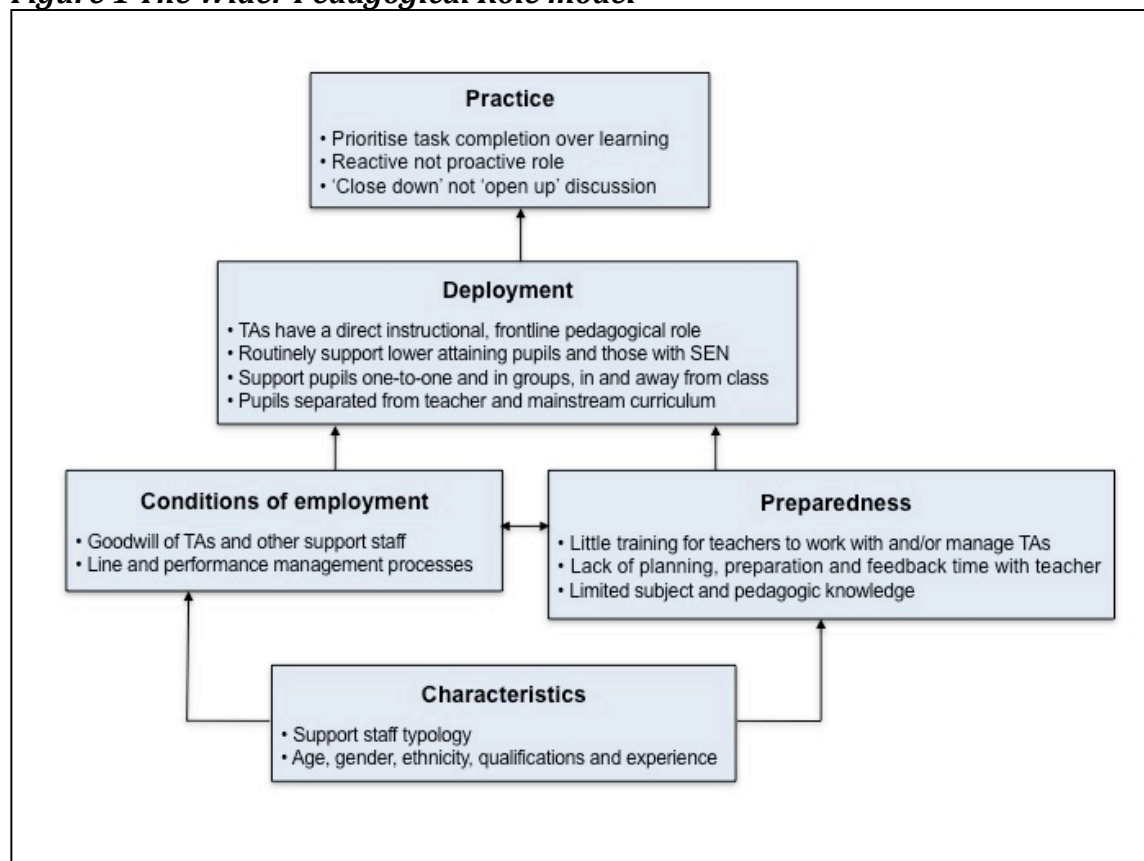 Figure 1 The Wider Pedagogical Role model
Practice
• Prioritise task completion over learning
• Reactive not proactive role
• ‘Close down’ not ‘open up’ discussion
Deployment
• TAs have a direct instructional, frontline pedagogical role
• Routinely support lower attaining pupils and those with SEN
• Support pupils one-to-one and in groups, in and away from class
• Pupils separated from teacher and mainstream curriculum
Conditions of employment
• Goodwill of TAs and other support staff
• Line and performance management processes
Preparedness
• Little training for teachers to work with and/or manage TAs
• Lack of planning, preparation and feedback time with teacher
• Limited subject and pedagogic knowledge
Characteristics
• Support staff typology
• Age, gender, ethnicity, qualifications and experience